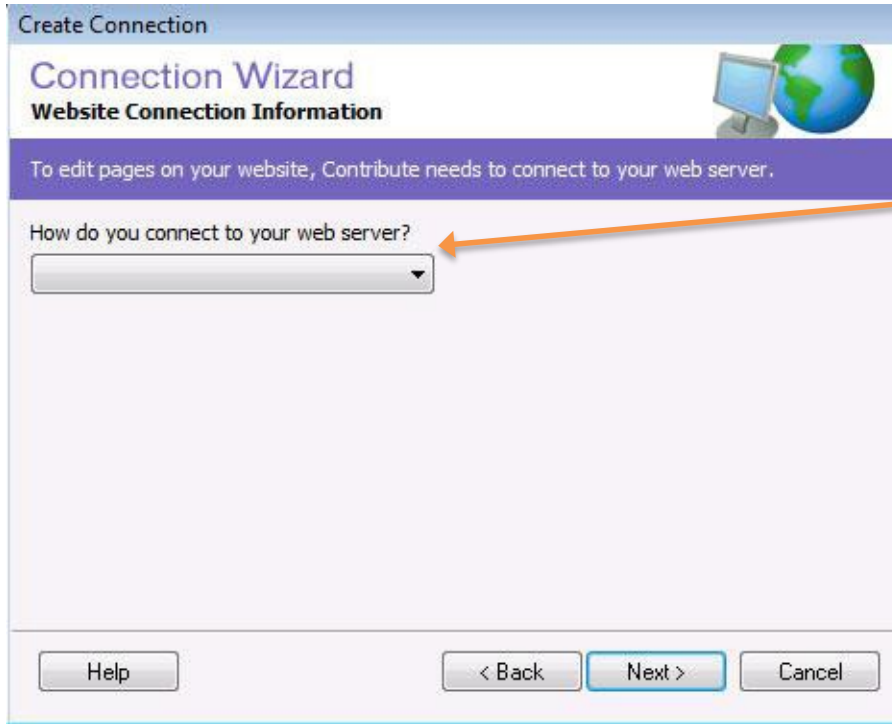 Create Connection
Connection Wizard
Website Connection Information
To edit pages on your website, Contribute needs to connect to your web server.
How do you connect to your web server?
Help
< Back
Next >
Cancel